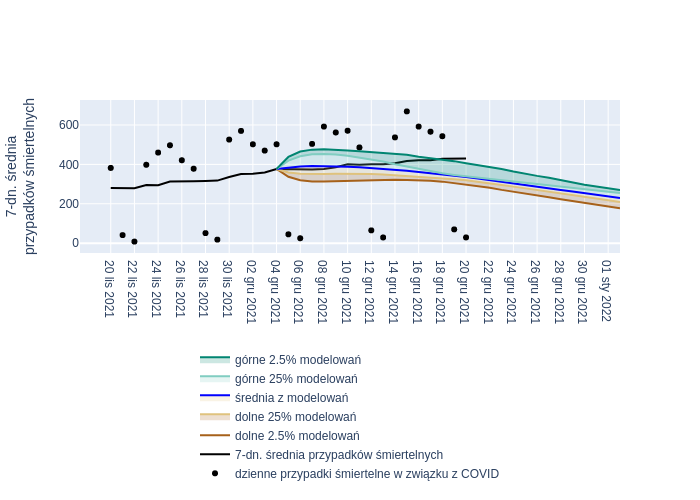 7-dn. średnia
przypadków śmiertelnych
600
400
200
0
20 lis 2021
22 lis 2021
24 lis 2021
26 lis 2021
28 lis 2021
30 lis 2021
02 gru 2021
04 gru 2021
06 gru 2021
08 gru 2021
10 gru 2021
12 gru 2021
14 gru 2021
16 gru 2021
18 gru 2021
20 gru 2021
22 gru 2021
24 gru 2021
26 gru 2021
28 gru 2021
30 gru 2021
01 sty 2022
górne 2.5% modelowań
górne 25% modelowań
średnia z modelowań
dolne 25% modelowań
dolne 2.5% modelowań
7-dn. średnia przypadków śmiertelnych
dzienne przypadki śmiertelne w związku z COVID